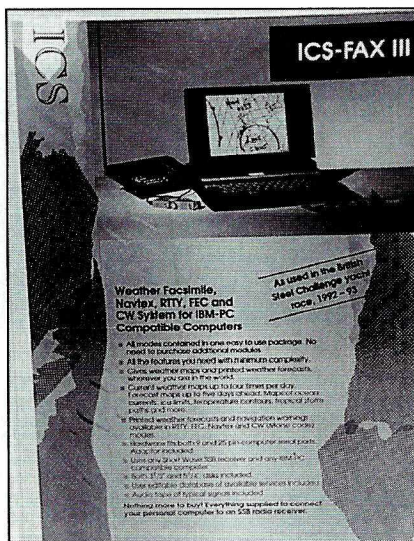 ICS
ICS-FAX III
Weather Facsimile,
Navtex, RTTY, FEC and
CW System for IBM-PC
Compatible Computers
As used in the British
Steel Challenge yacht
race, 1992 - 93
All modes contained in one easy to use package. No
need to purchase additional modules
All the features you need with minimum complexity.
Gives weather maps and printed weather forecasts,
wherever you are in the world.
Current weather maps up to four times per day.
Forecast maps up to five days ahead. Maps of ocean
currents, ice limits, temperature contours, tropical storm
paths and more.
Printed weather forecasts and navigation warnings
available in RTTY, FEC, Navtex and CW (Morse code)
modes.
Hardware fits both 9 and 25 pin computer serial ports.
Adaptor included
Uses any Short Wave SSB receiver and any IBM PC
compatible computer
Both 3½" and 5¼" disks included
User editable database of available services included
Audio tape of typical signals included
Nothing more to buy! Everything supplied to connect
your personal computer to an SSB radio receiver.